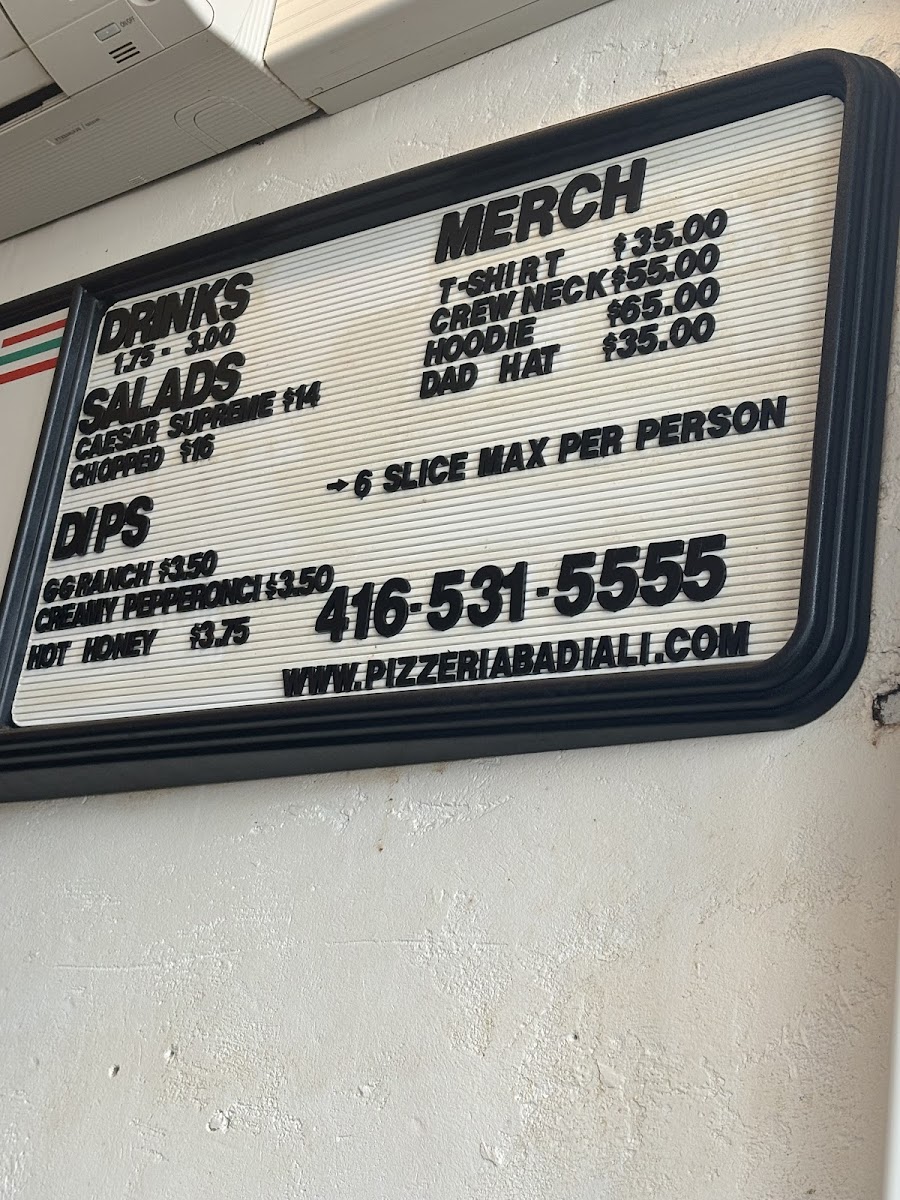 ON/OFF
DRINKS
1.75 - 3.00
SALADS
CAESAR SUPREME $14
CHOPPED $16
DIPS
GG RANCH $3.50
CREAMY PEPPERONCI $3.50
HOT HONEY $3.75
MERCH
T-SHIRT $35.00
CREW NECK $55.00
HOODIE $65.00
DAD HAT $35.00
→ 6 SLICE MAX PER PERSON
416-531-5555
WWW.PIZZERIABADIALI.COM